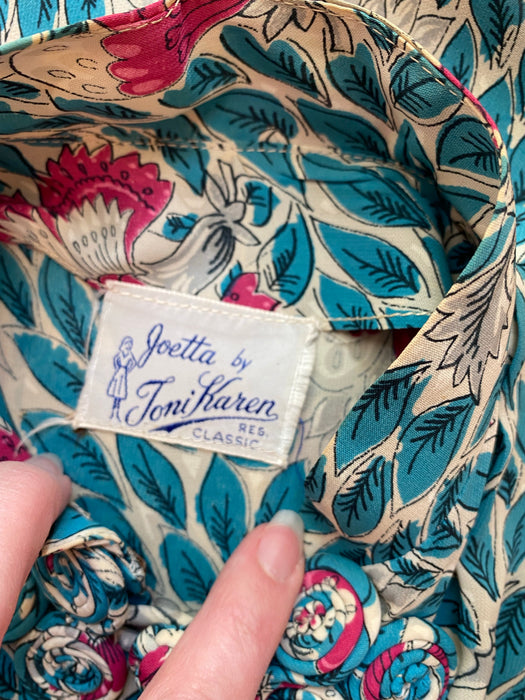 Joetta by
Toni Karen
REG.
CLASSIC